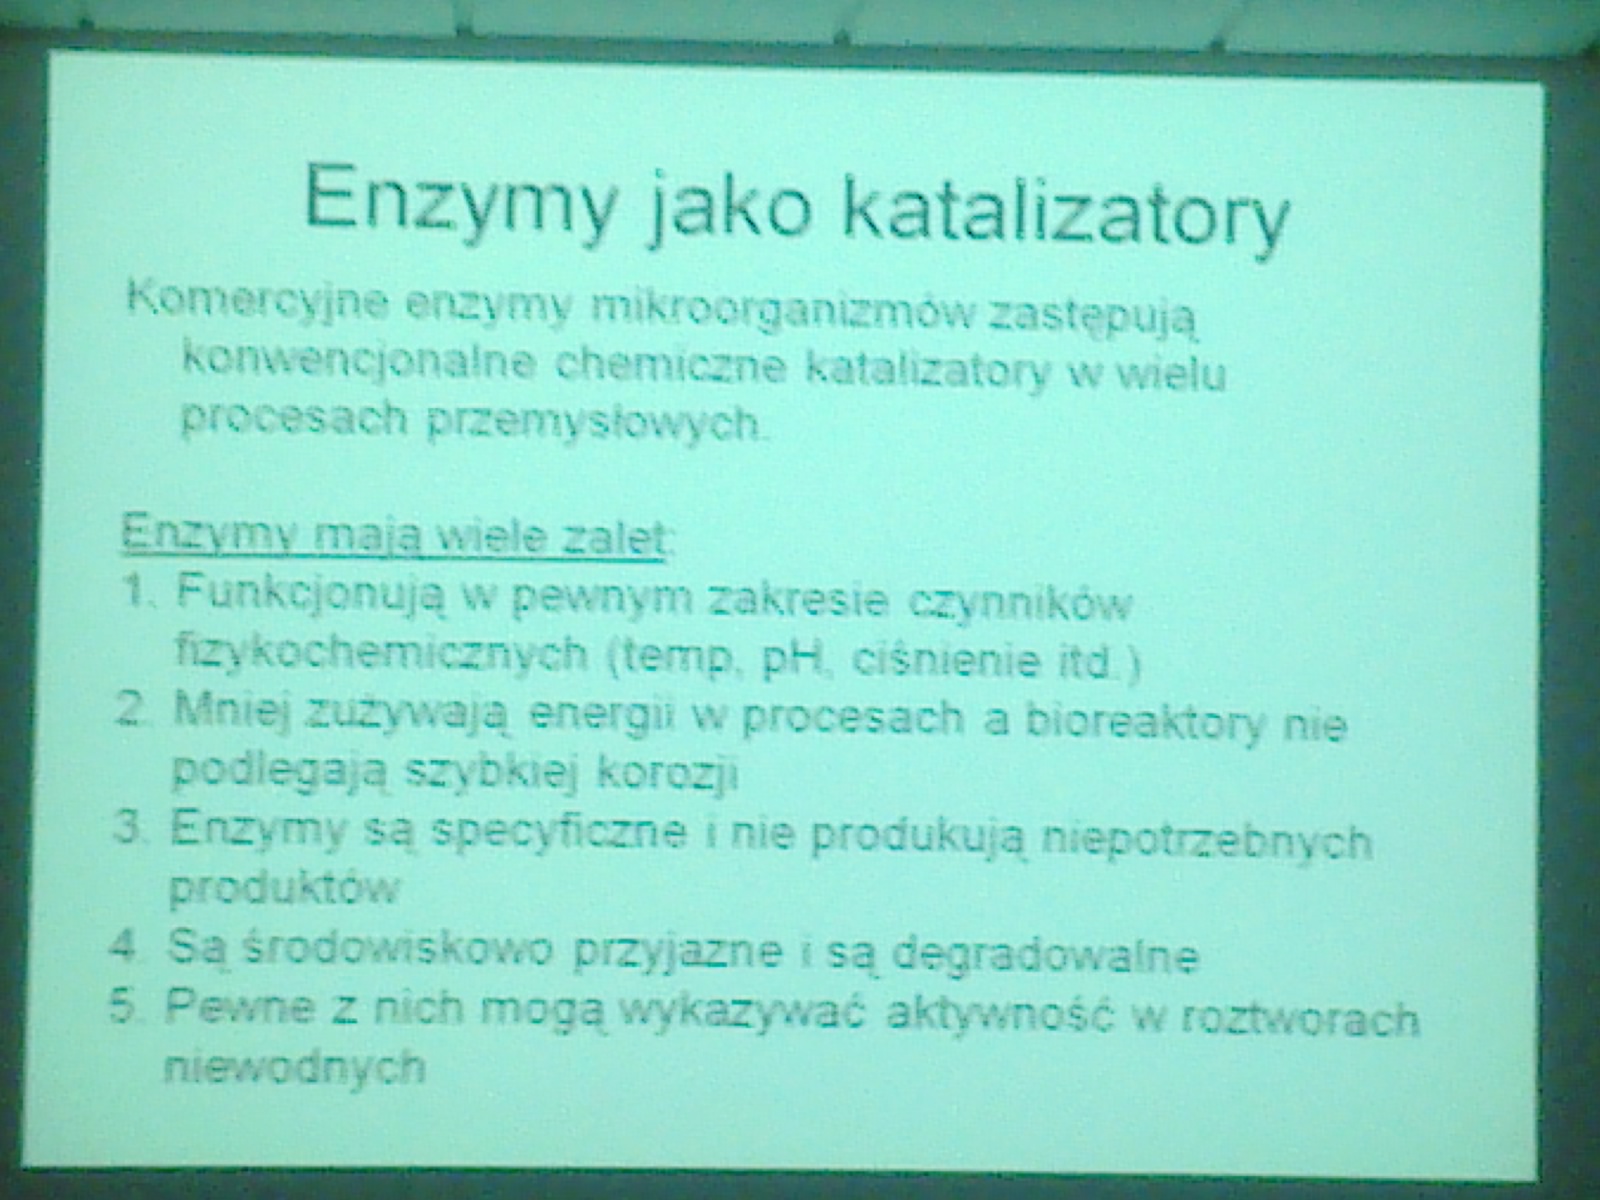 Enzymy jako katalizatory
Komercyjne enzymy mikroorganizmów zastępują
konwencjonalne chemiczne katalizatory w wielu
procesach przemysłowych.
Enzymy mają wiele zalet:
1. Funkcjonują w pewnym zakresie czynników
fizykochemicznych (temp, pH, ciśnienie itd.)
2. Mniej zużywają energii w procesach a bioreaktory nie
podlegają szybkiej korozji
3. Enzymy są specyficzne i nie produkują niepotrzebnych
produktów
4. Są środowiskowo przyjazne i są degradowalne
5. Pewne z nich mogą wykazywać aktywność w roztworach
niewodnych